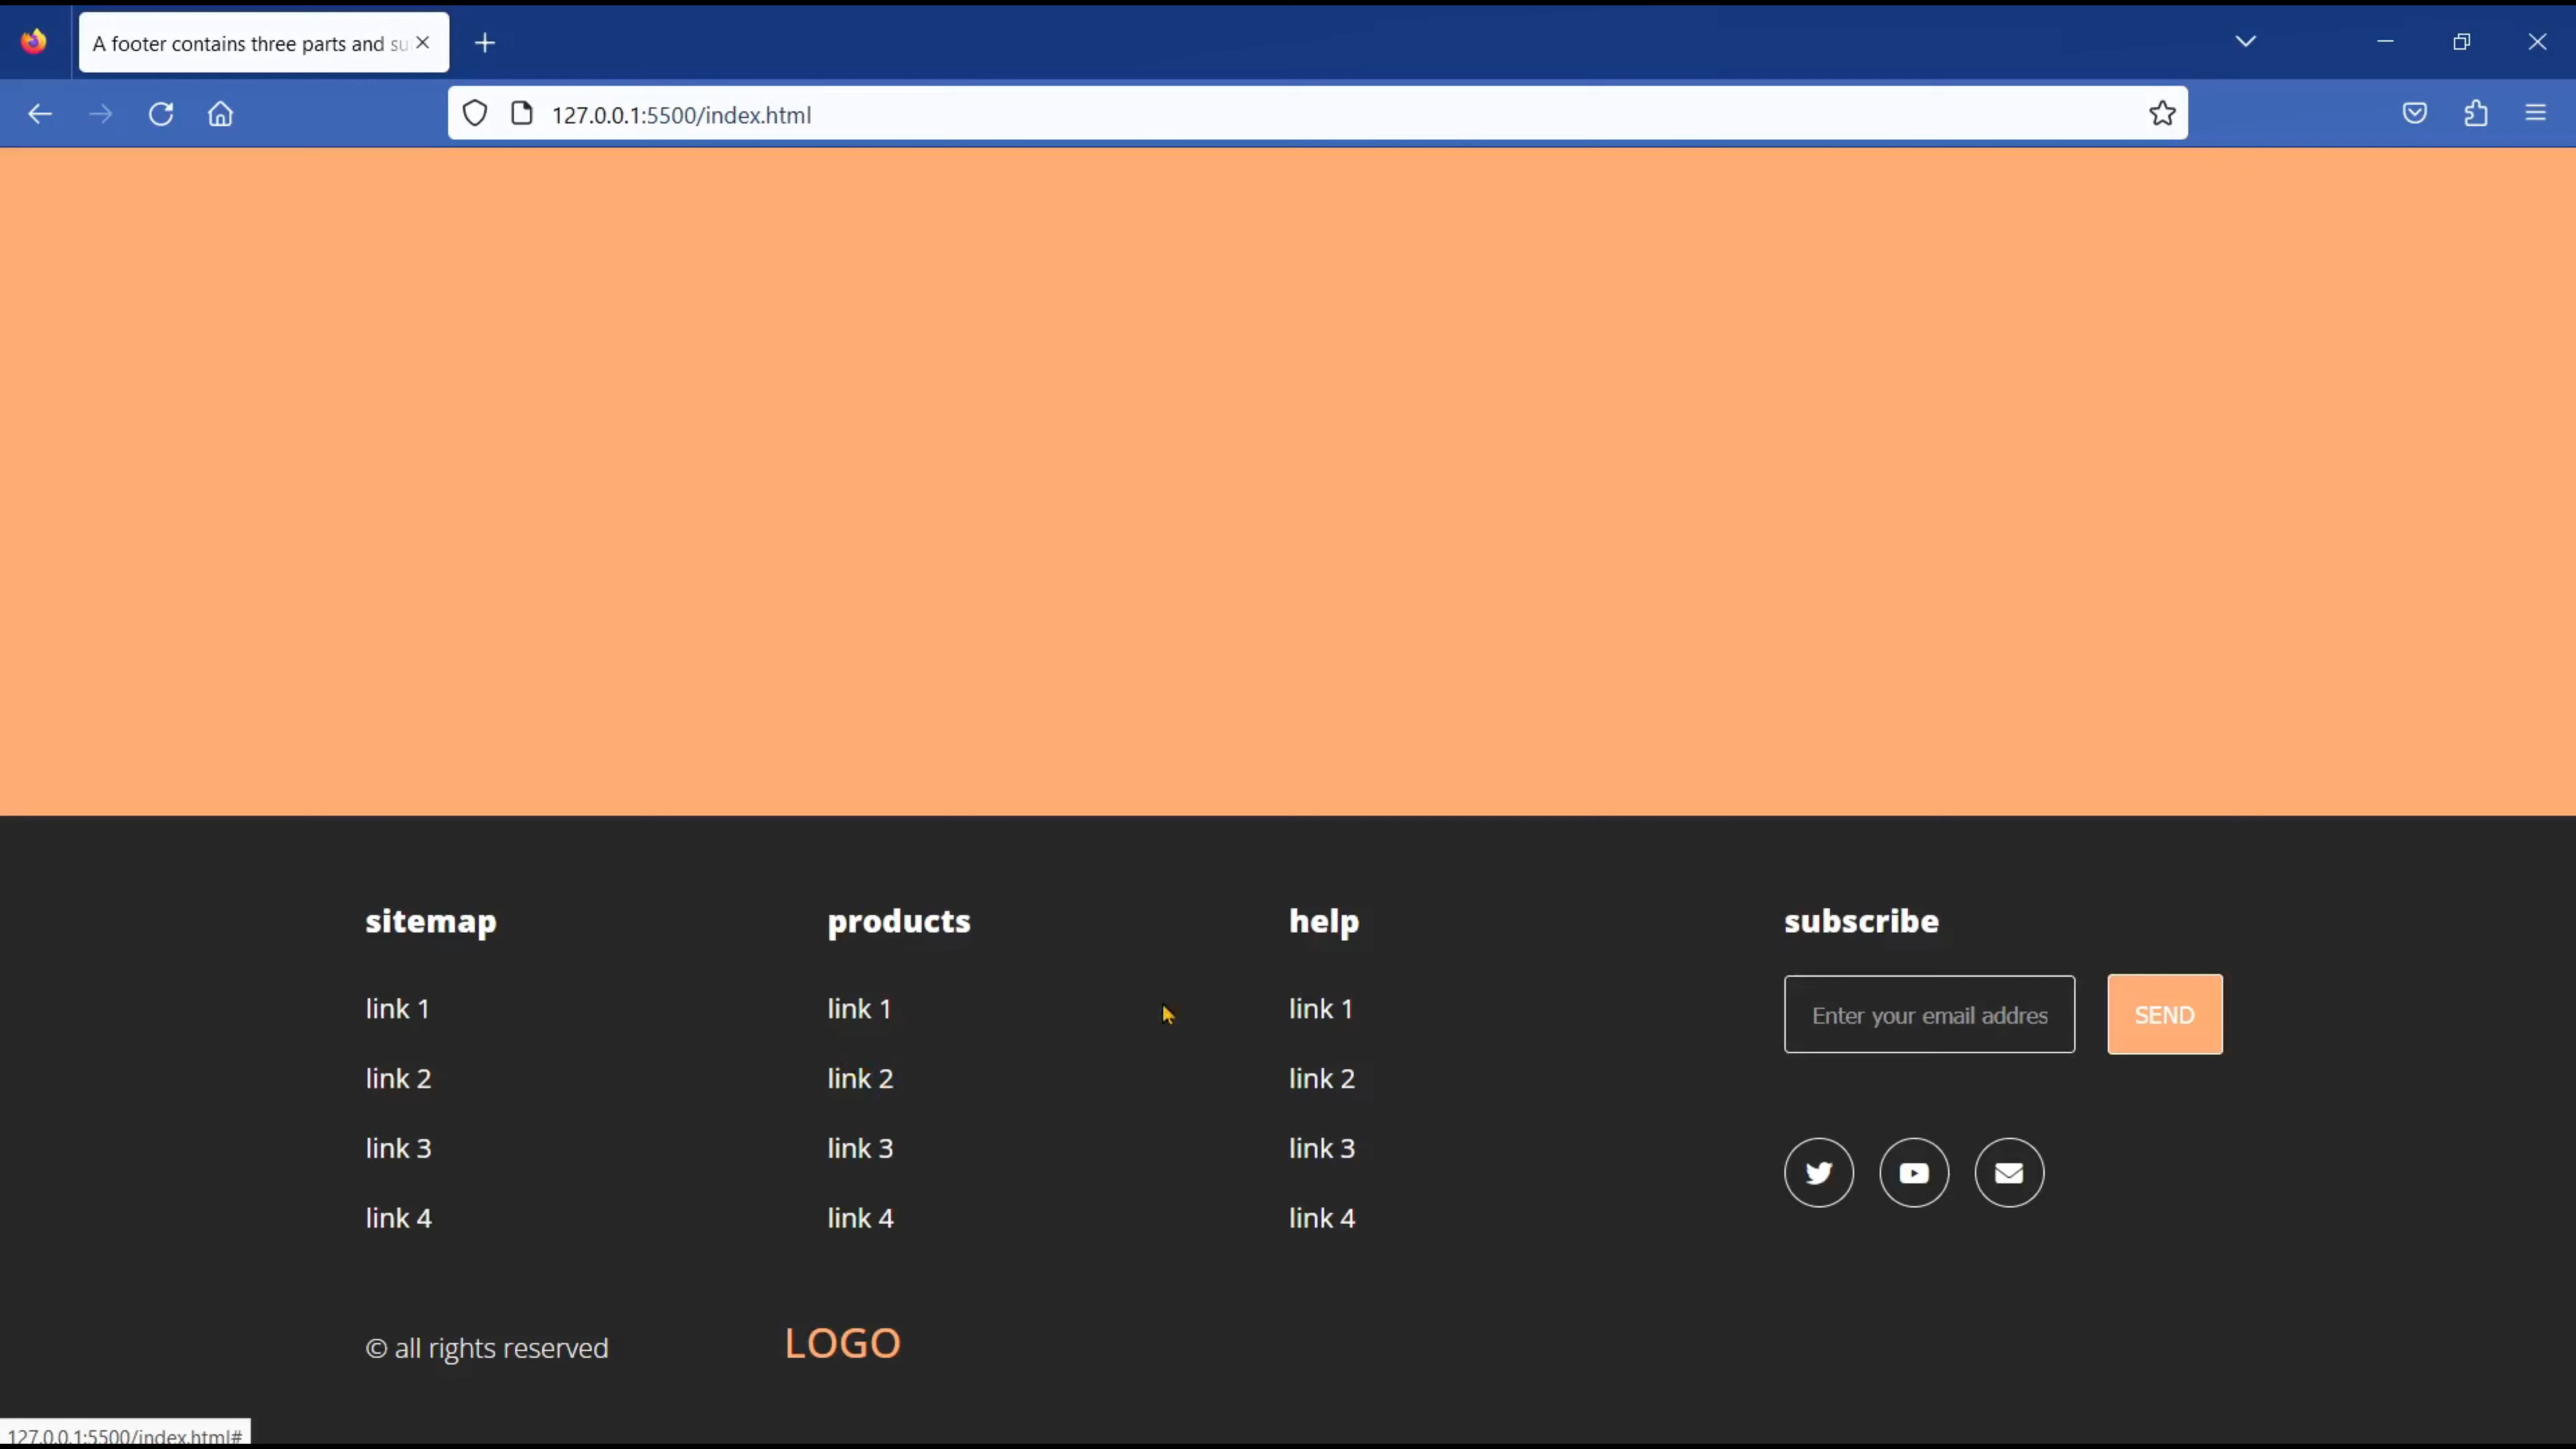 A footer contains three parts and su
127.0.0.1:5500/index.html
sitemap
link 1
link 2
link 3
link 4
products
link 1
link 2
link 3
link 4
help
link 1
link 2
link 3
link 4
subscribe
Enter your email addres
SEND
© all rights reserved
LOGO
127.0.0.1:5500/index.html#